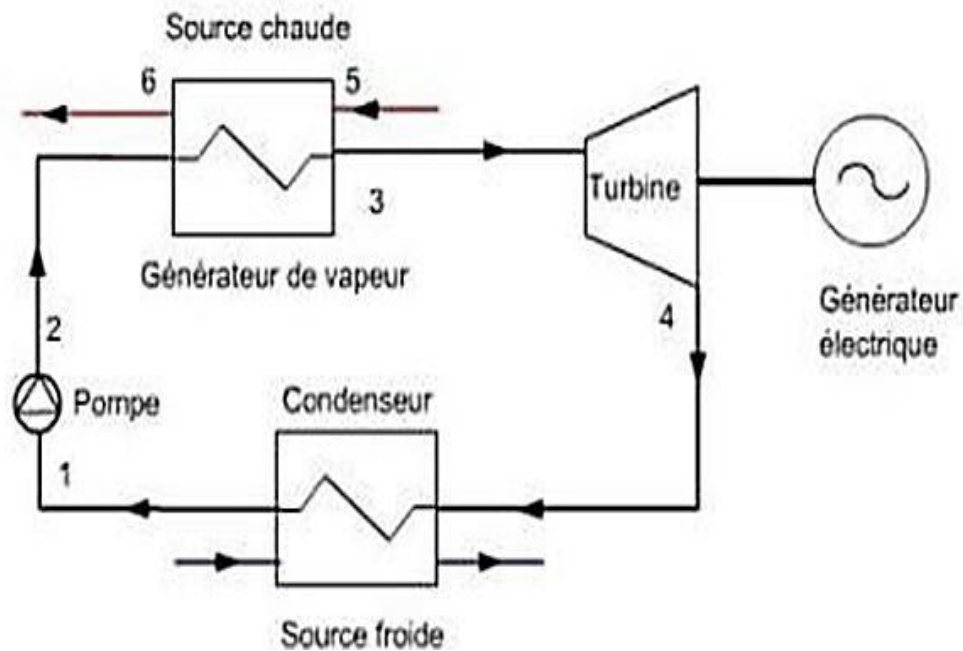 Source chaude
6
5
3
Turbine
Générateur de vapeur
4
Générateur
électrique
2
Pompe
Condenseur
1
Source froide